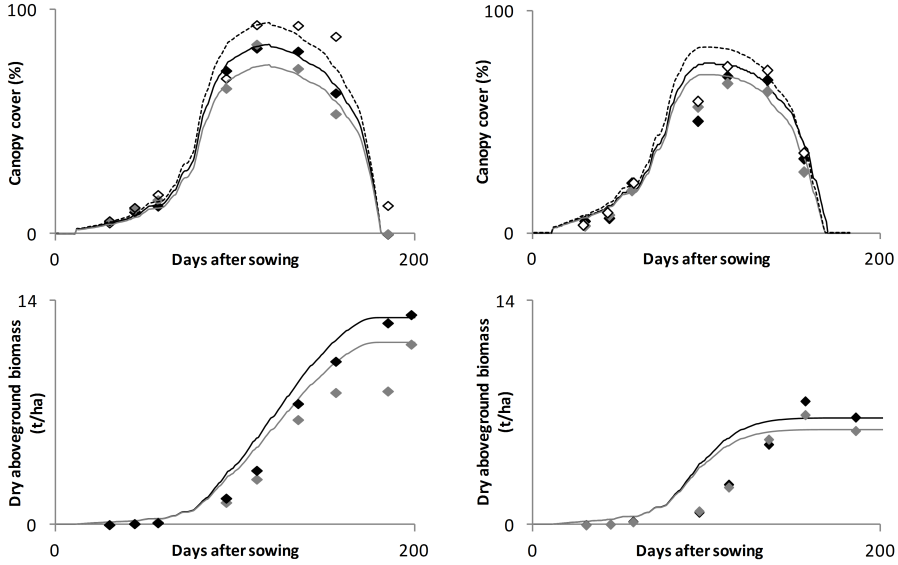 100
Canopy cover (%)
0
Days after sowing
200
100
Canopy cover (%)
0
0
Days after sowing
200
14
Dry aboveground biomass
(t/ha)
0
0
Days after sowing
200
14
Dry aboveground biomass
(t/ha)
0
0
Days after sowing
200